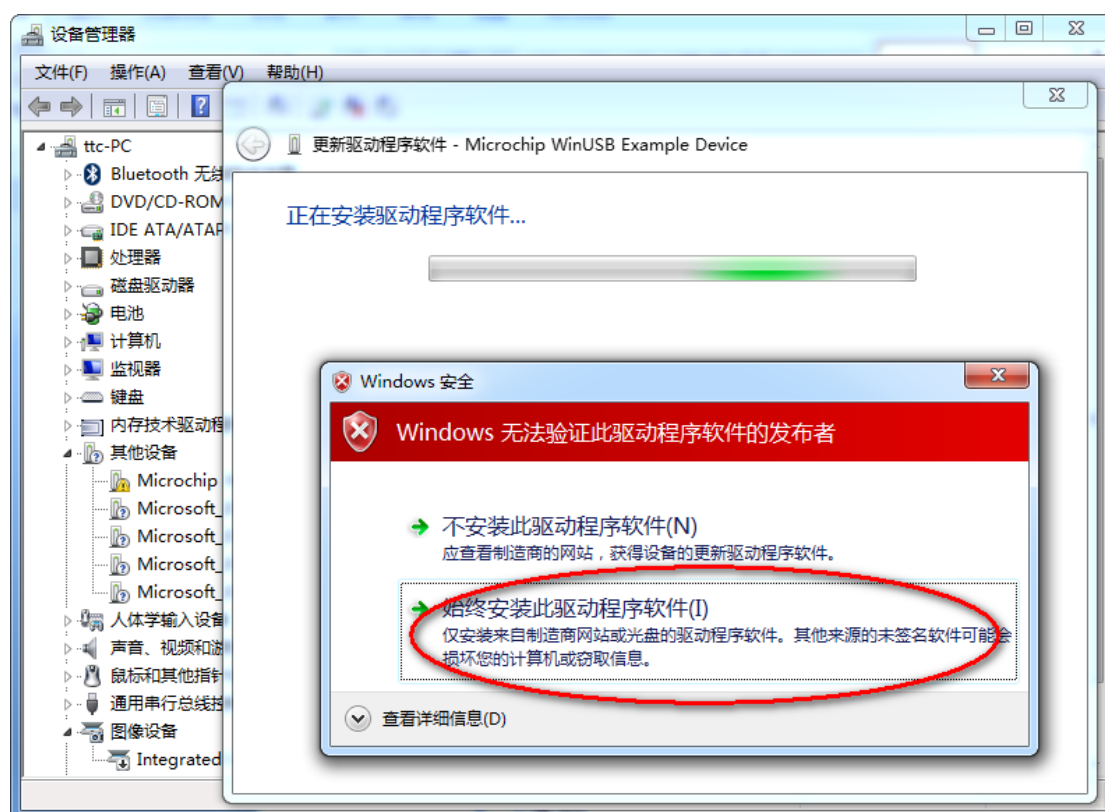 设备管理器
文件(F) 操作(A) 查看(V) 帮助(H)
ttc-PC
Bluetooth 无线
DVD/CD-ROM
IDE ATA/ATAP
处理器
磁盘驱动器
电池
计算机
监视器
键盘
内存技术驱动程
其他设备
Microchip
Microsoft_
Microsoft_
Microsoft_
Microsoft_
人体学输入设备
声音、视频和游
鼠标和其他指针
通用串行总线控
图像设备
Integrated
更新驱动程序软件 - Microchip WinUSB Example Device
正在安装驱动程序软件...
Windows 安全
Windows 无法验证此驱动程序软件的发布者
不安装此驱动程序软件(N)
应查看制造商的网站，获得设备的更新驱动程序软件。
始终安装此驱动程序软件(I)
仅安装来自制造商网站或光盘的驱动程序软件。其他来源的未签名软件可能会
损坏您的计算机或窃取信息。
查看详细信息(D)